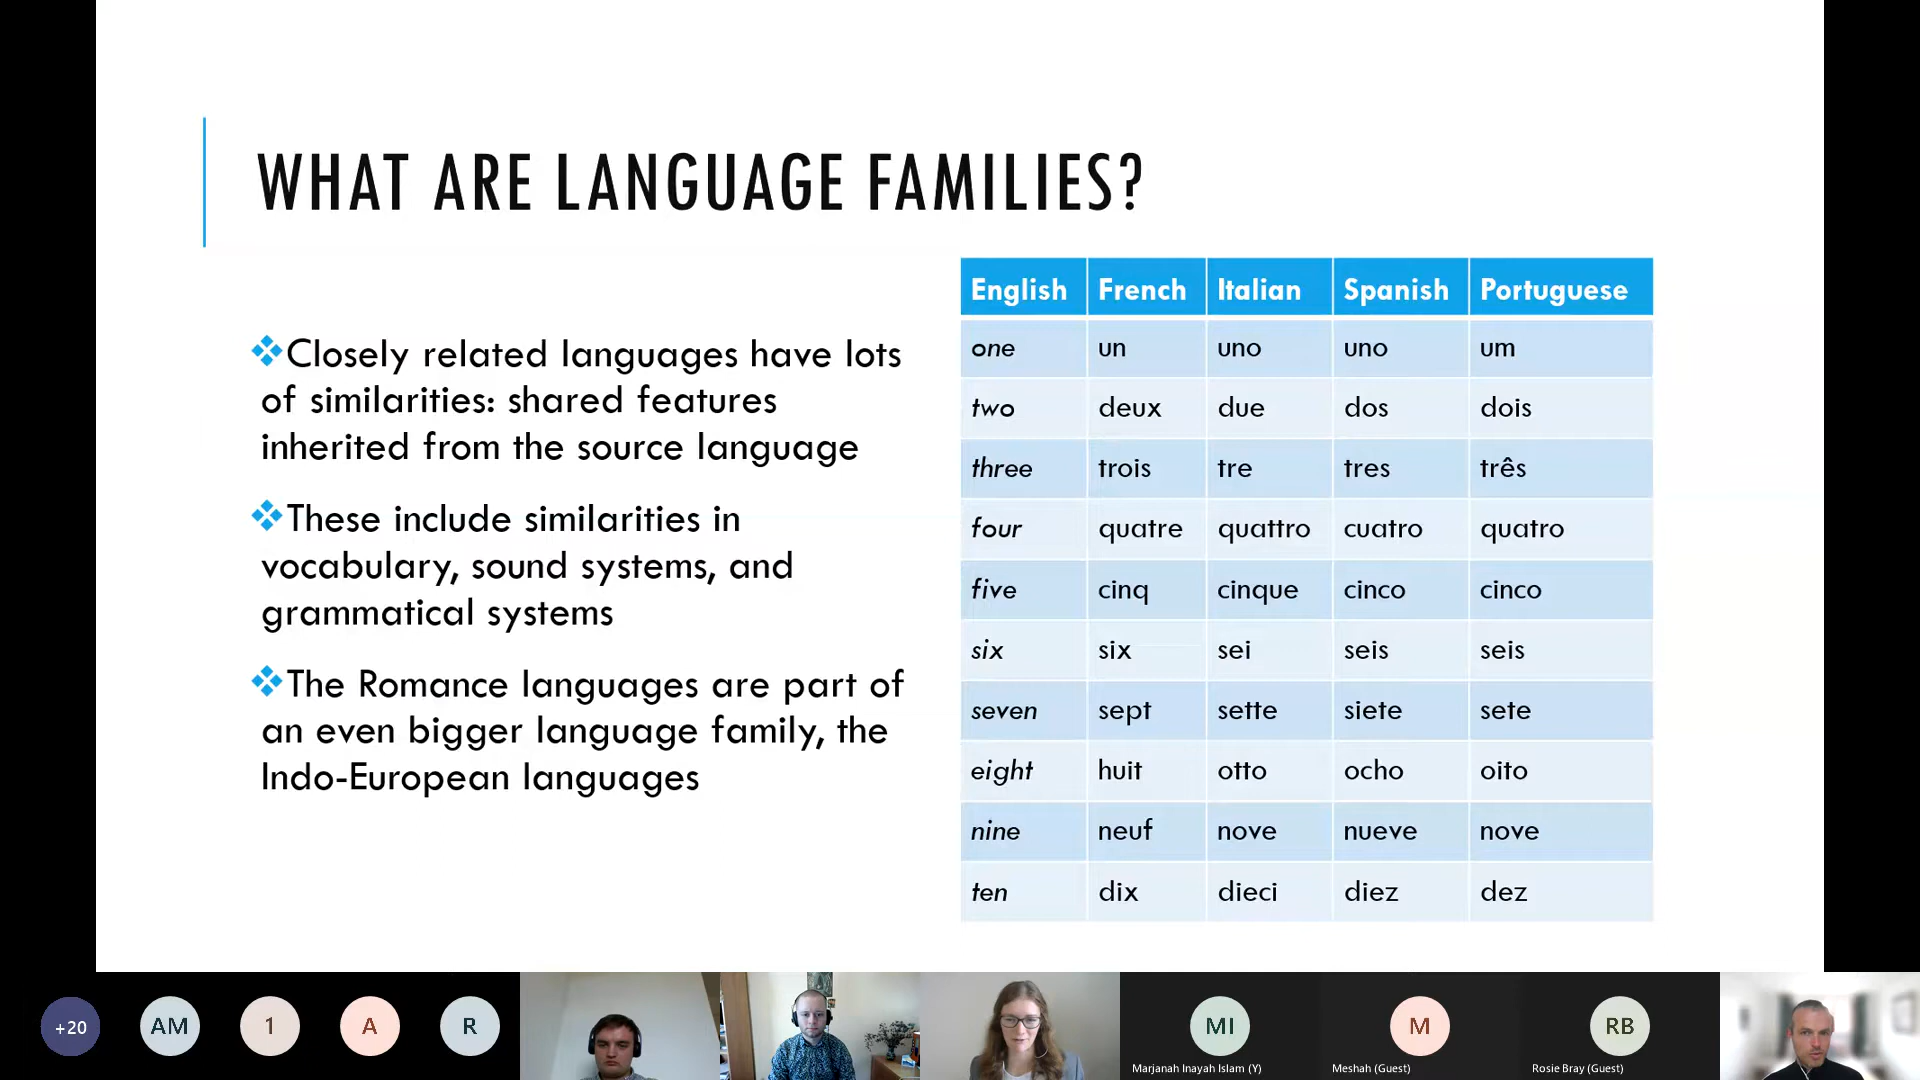 WHAT ARE LANGUAGE FAMILIES?
❖Closely related languages have lots
of similarities: shared features
inherited from the source language
❖These include similarities in
vocabulary, sound systems, and
grammatical systems
❖The Romance languages are part of
an even bigger language family, the
Indo-European languages
English French Italian Spanish Portuguese
one un uno uno um
two deux due dos dois
three trois tre tres três
four quatre quattro cuatro quatro
five cinq cinque cinco cinco
six six sei seis seis
seven sept sette siete sete
eight huit otto ocho oito
nine neuf nove nueve nove
ten dix dieci diez dez
+20 AM 1 A R MI M RB
Marjanah Inayah Islam (Y) Meshah (Guest) Rosie Bray (Guest)